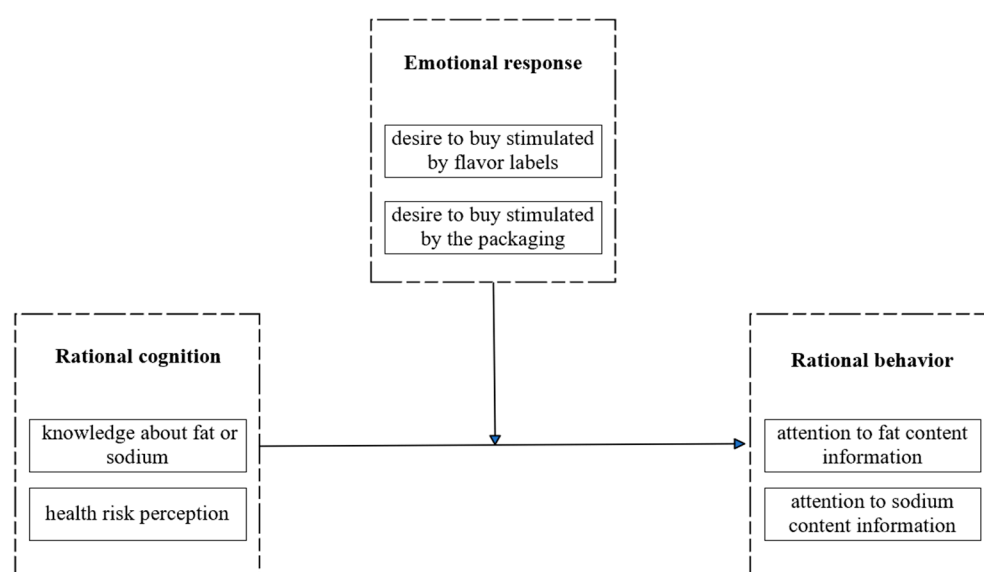 Emotional response
desire to buy stimulated
by flavor labels
desire to buy stimulated
by the packaging
Rational cognition
knowledge about fat or
sodium
health risk perception
Rational behavior
attention to fat content
information
attention to sodium
content information